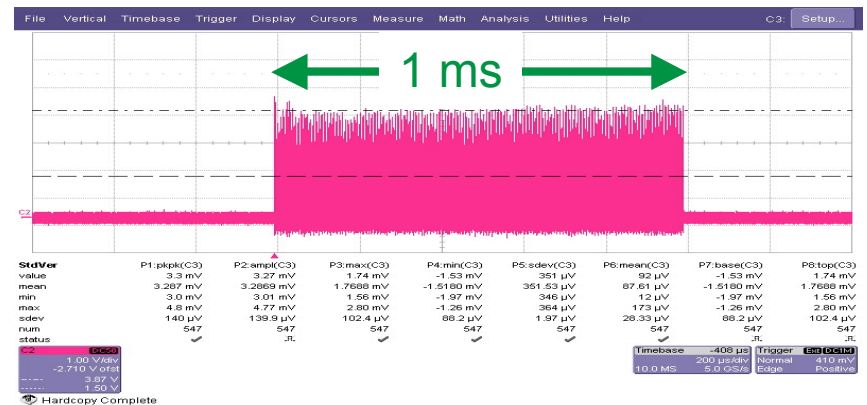 File Vertical Timebase Trigger Display Cursors Measure Math Analysis Utilities Help C3: Setup...
1 ms
C2
StdVer P1:pkpk(C3) P2:ampl(C3) P3:max(C3) P4:min(C3) P5:sdev(C3) P6:mean(C3) P7:base(C3) P8:top(C3)
value 3.3 mV 3.27 mV 1.74 mV -1.53 mV 351 µV 92 µV -1.53 mV 1.74 mV
mean 3.287 mV 3.2869 mV 1.7688 mV -1.5180 mV 351.53 µV 87.61 µV -1.5180 mV 1.7688 mV
min 3.0 mV 3.01 mV 1.56 mV -1.97 mV 346 µV 12 µV -1.97 mV 1.56 mV
max 4.8 mV 4.77 mV 2.80 mV -1.26 mV 364 µV 173 µV -1.26 mV 2.80 mV
sdev 140 µV 139.9 µV 102.4 µV 88.2 µV 1.97 µV 28.33 µV 88.2 µV 102.4 µV
num 547 547 547 547 547 547 547 547
status
C2 DC50 Timebase -408 µs Trigger Ext DC1M
1.00 V/div 200 µs/div Normal 410 mV
-2.710 V ofst 10.0 MS 5.0 GS/s Edge Positive
3.87 V
1.50 V
Hardcopy Complete